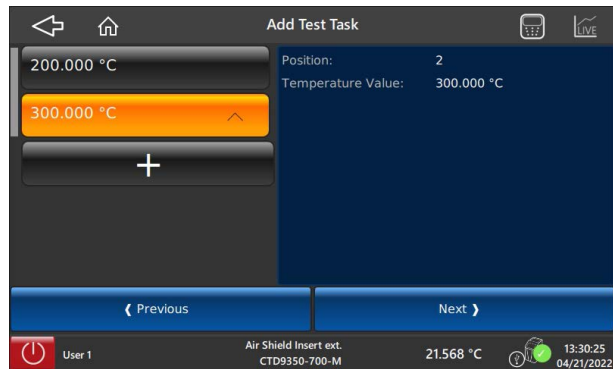 Add Test Task
LIVE
200.000 °C
300.000 °C
+
Position: 2
Temperature Value: 300.000 °C
❬ Previous
Next ❭
User 1
Air Shield Insert ext.
CTD9350-700-M
21.568 °C
13:30:25
04/21/2022